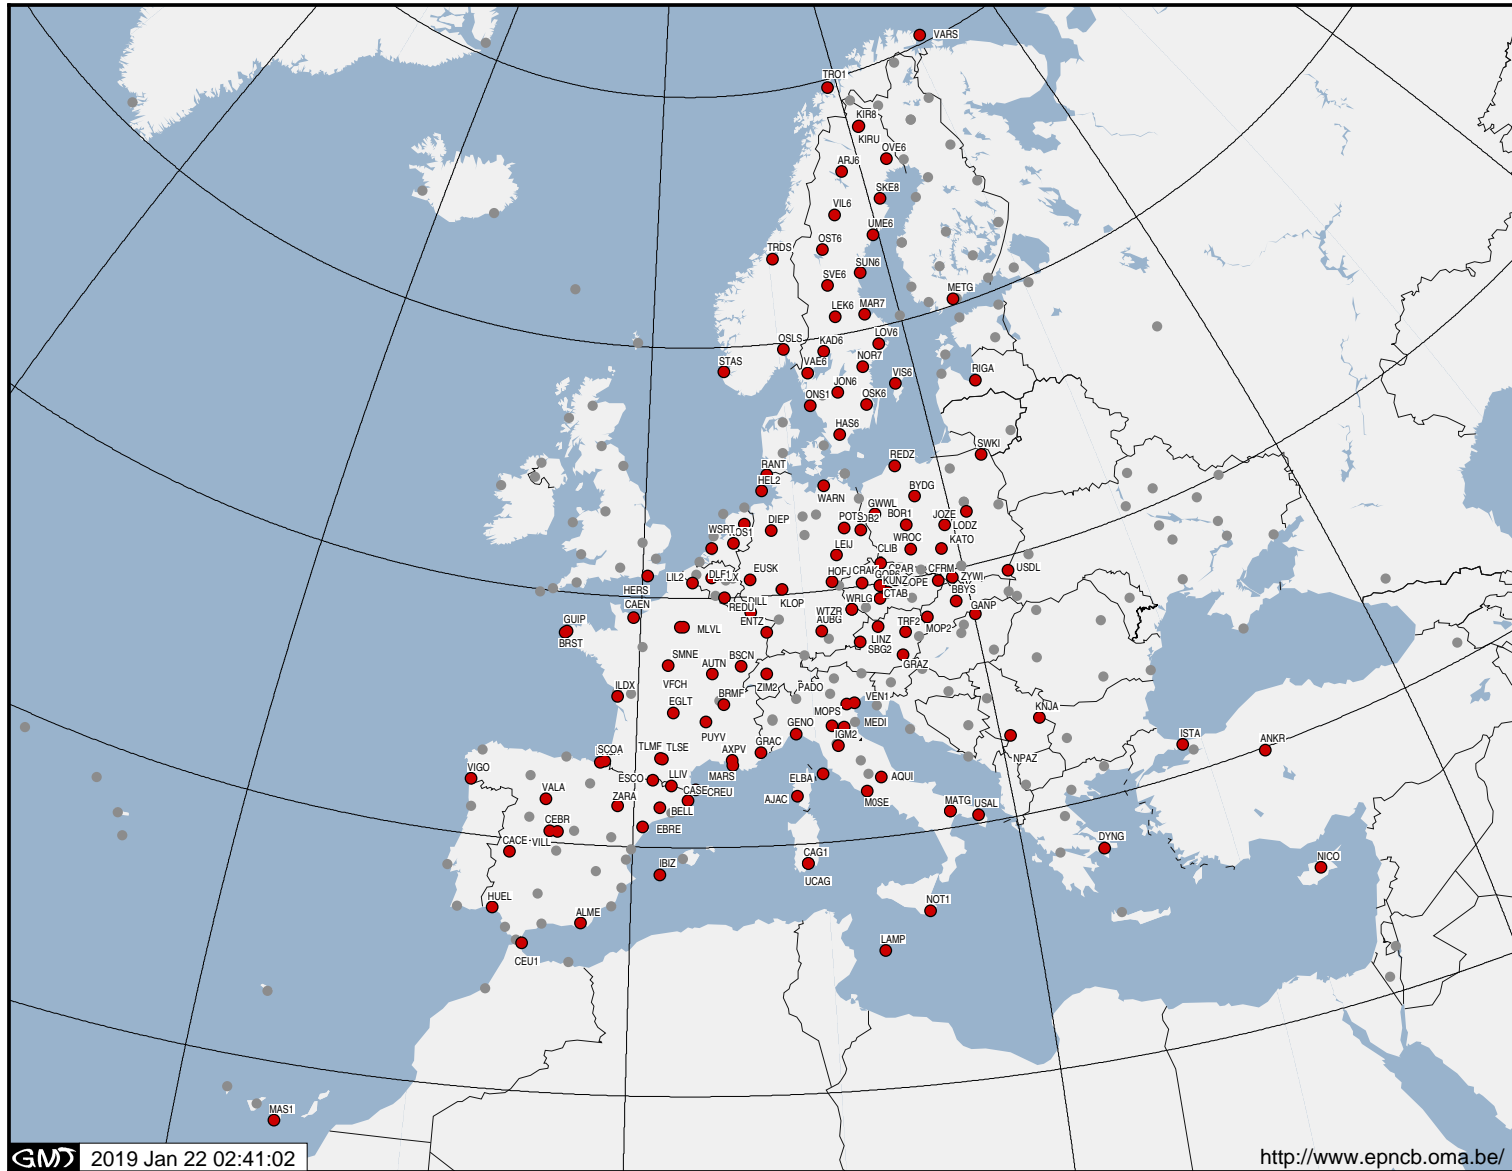 VARS
TRO1
KIR8
KIRU
OVE6
ARJ6
SKE8
VIL6
UME6
OST6
TRDS
SUN6
SVE6
METG
LEK6
MAR7
LOV6
OSLS
KAD6
NOR7
STAS
VAE6
VIS6
RIGA
JON6
ONS1
OSK6
HAS6
SWKI
REDZ
RANT
HEL2
WARN
BYDG
GWWL
POTS
BOR1
JOZE
LODZ
DIEP
WSRT
WROC
KATO
LEIJ
CLIB
CPAR
CFRM
USDL
ZYWI
EUSK
HOFJ
CRAK
KUNZ
BBYS
LIL2
DLF1
HERS
KLOP
CTAB
DILL
REDU
WRLG
GANP
CAEN
WTZR
AUBG
TRF2
MOP2
GUIP
BRST
MLVL
ENTZ
LINZ
SBG2
GRAZ
SMNE
BSCN
AUTN
VFCH
ZIM2
PADO
ILDX
BRMF
VEN1
EGLT
MOPS
MEDI
KNJA
GENO
IGM2
PUYV
ISTA
ANKR
NPAZ
SCOA
TLMF
TLSE
AXPV
GRAC
MARS
VIGO
ESCO
LLIV
ELBA
AQUI
VALA
CASE
CREU
AJAC
M0SE
ZARA
BELL
MATG
USAL
CEBR
EBRE
CACE
VILL
DYNG
CAG1
NICO
IBIZ
UCAG
HUEL
NOT1
ALME
LAMP
CEU1
MAS1
GMT 2019 Jan 22 02:41:02
http://www.epncb.oma.be/